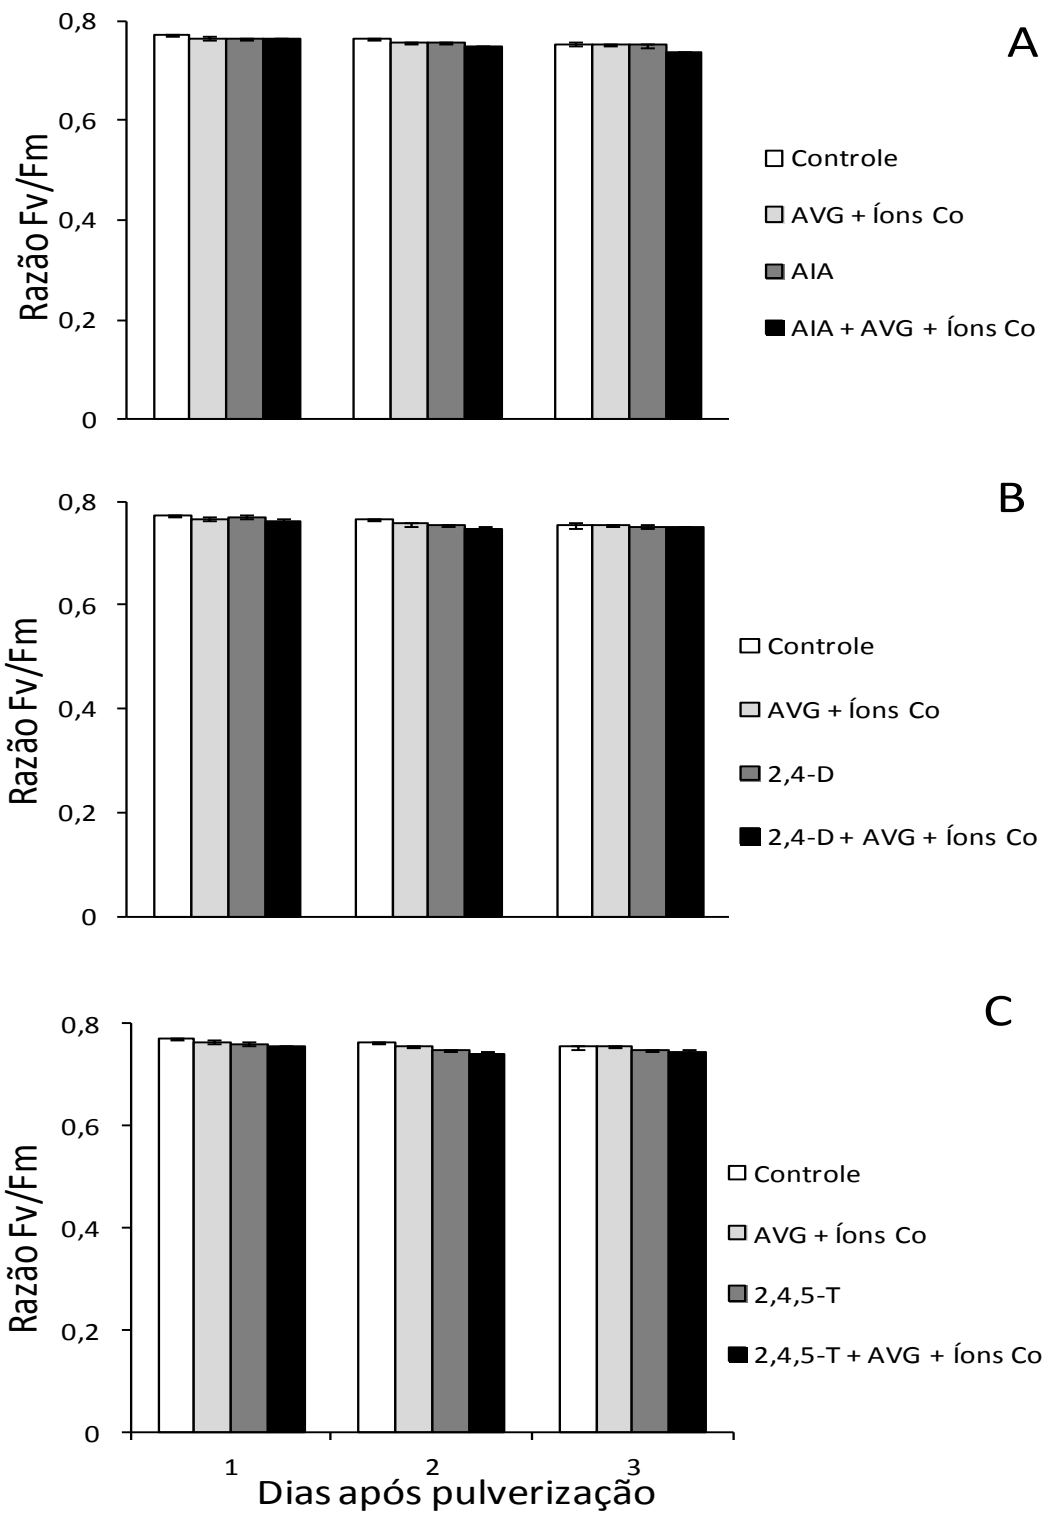 A
Razão Fv/Fm
0,8
0,6
0,4
0,2
0
Controle
AVG + Íons Co
AIA
AIA + AVG + Íons Co
B
Razão Fv/Fm
0,8
0,6
0,4
0,2
0
Controle
AVG + Íons Co
2,4-D
2,4-D + AVG + Íons Co
C
Razão Fv/Fm
0,8
0,6
0,4
0,2
0
Controle
AVG + Íons Co
2,4,5-T
2,4,5-T + AVG + Íons Co
1 2 3
Dias após pulverização